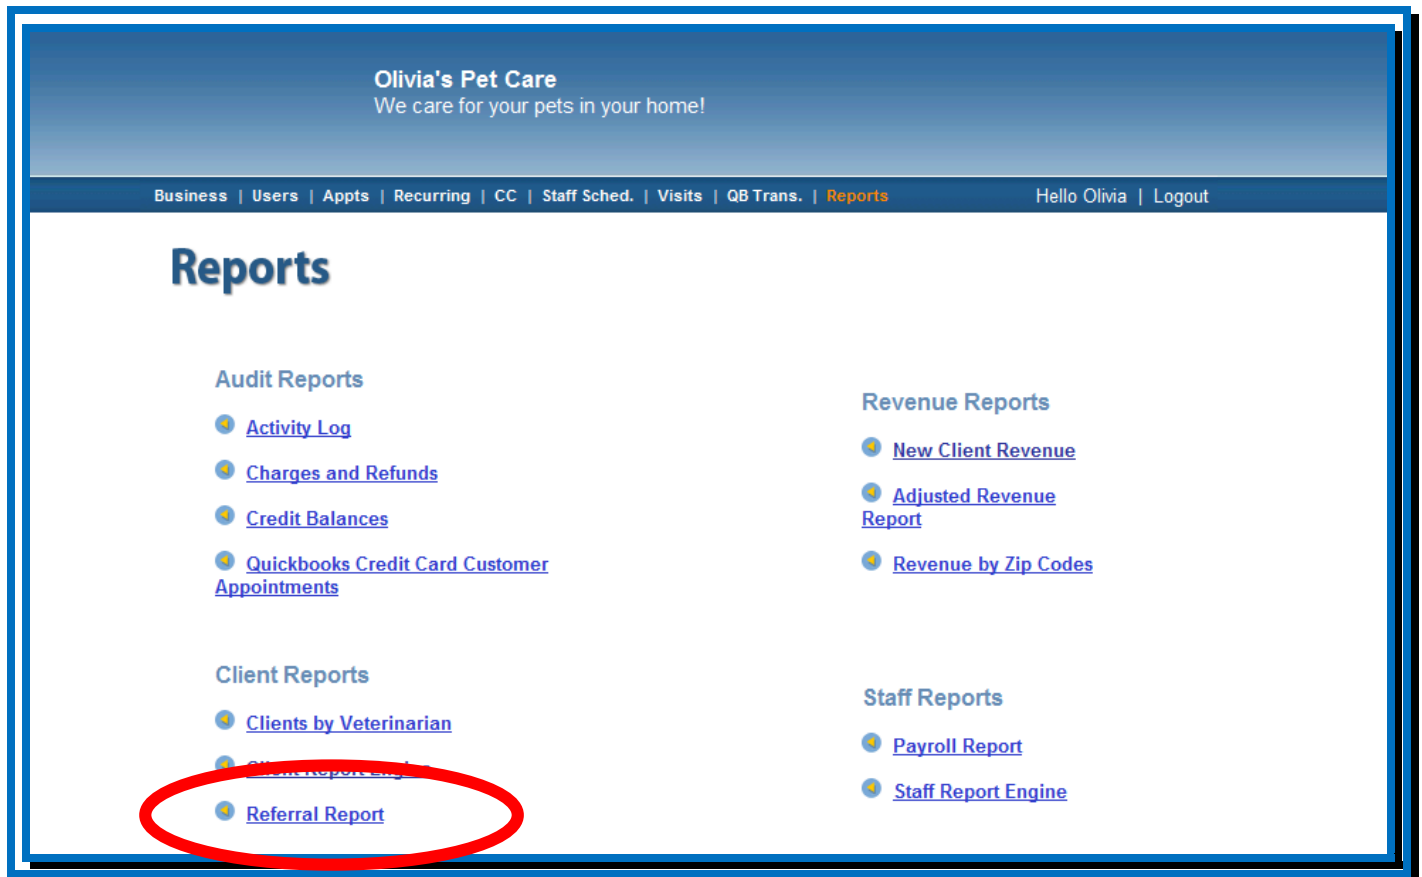 Olivia's Pet Care
We care for your pets in your home!
Business | Users | Appts | Recurring | CC | Staff Sched. | Visits | QB Trans. | Reports
Hello Olivia | Logout
Reports
Audit Reports
Activity Log
Charges and Refunds
Credit Balances
Quickbooks Credit Card Customer
Appointments
Revenue Reports
New Client Revenue
Adjusted Revenue
Report
Revenue by Zip Codes
Client Reports
Clients by Veterinarian
Client Report Engine
Referral Report
Staff Reports
Payroll Report
Staff Report Engine